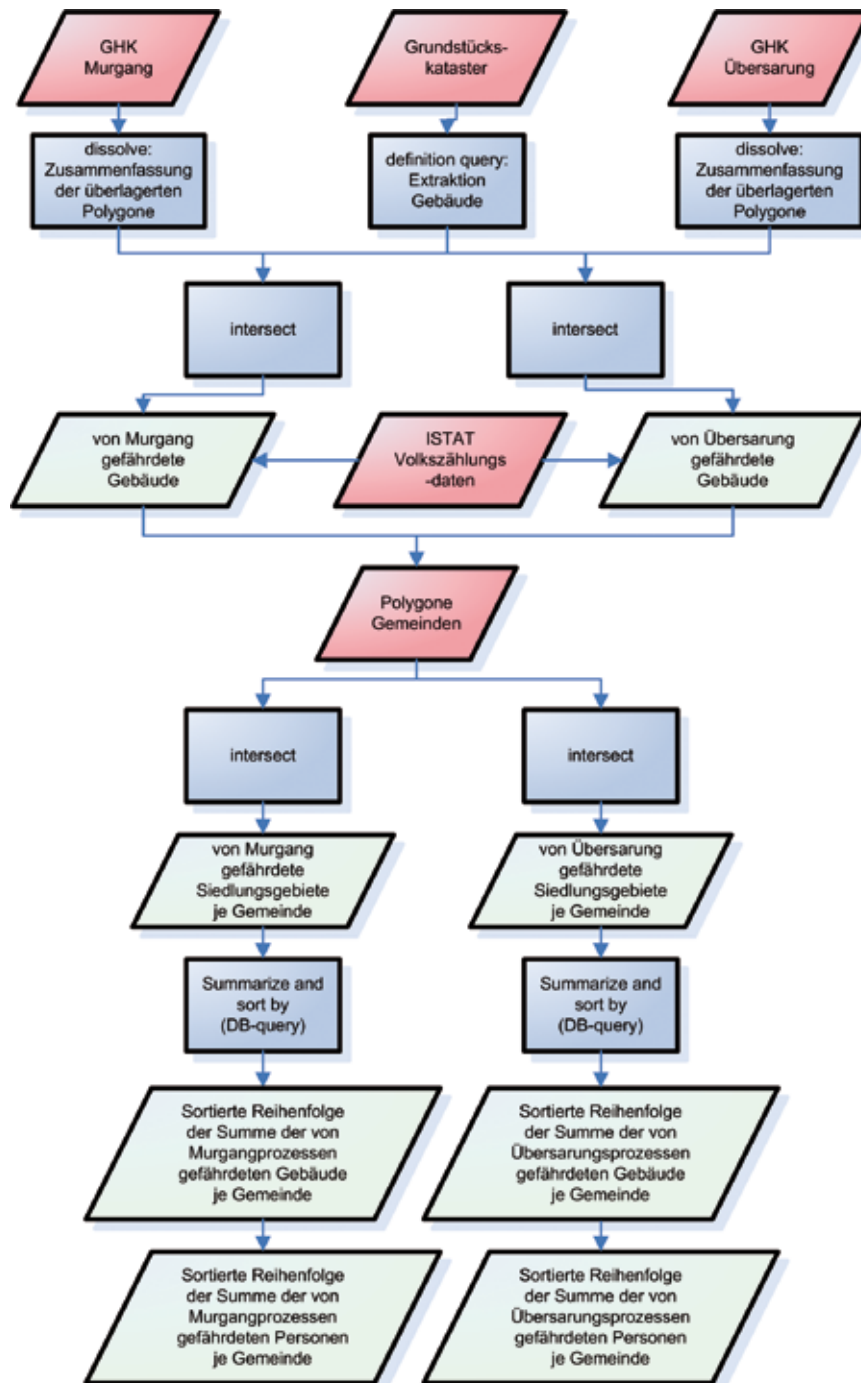 GHK
Murgang
Grundstücks-
kataster
GHK
Übersarung
dissolve:
Zusammenfassung
der überlagerten
Polygone
definition query:
Extraktion
Gebäude
dissolve:
Zusammenfassung
der überlagerten
Polygone
intersect
intersect
von Murgang
gefährdete
Gebäude
ISTAT
Volkszählungs
-daten
von Übersarung
gefährdete
Gebäude
Polygone
Gemeinden
intersect
intersect
von Murgang
gefährdete
Siedlungsgebiete
je Gemeinde
von Übersarung
gefährdete
Siedlungsgebiete
je Gemeinde
Summarize and
sort by
(DB-query)
Summarize and
sort by
(DB-query)
Sortierte Reihenfolge
der Summe der von
Murgangprozessen
gefährdeten Gebäude
je Gemeinde
Sortierte Reihenfolge
der Summe der von
Übersarungsprozessen
gefährdeten Gebäude
je Gemeinde
Sortierte Reihenfolge
der Summe der von
Murgangprozessen
gefährdeten Personen
je Gemeinde
Sortierte Reihenfolge
der Summe der von
Übersarungsprozessen
gefährdeten Personen
je Gemeinde